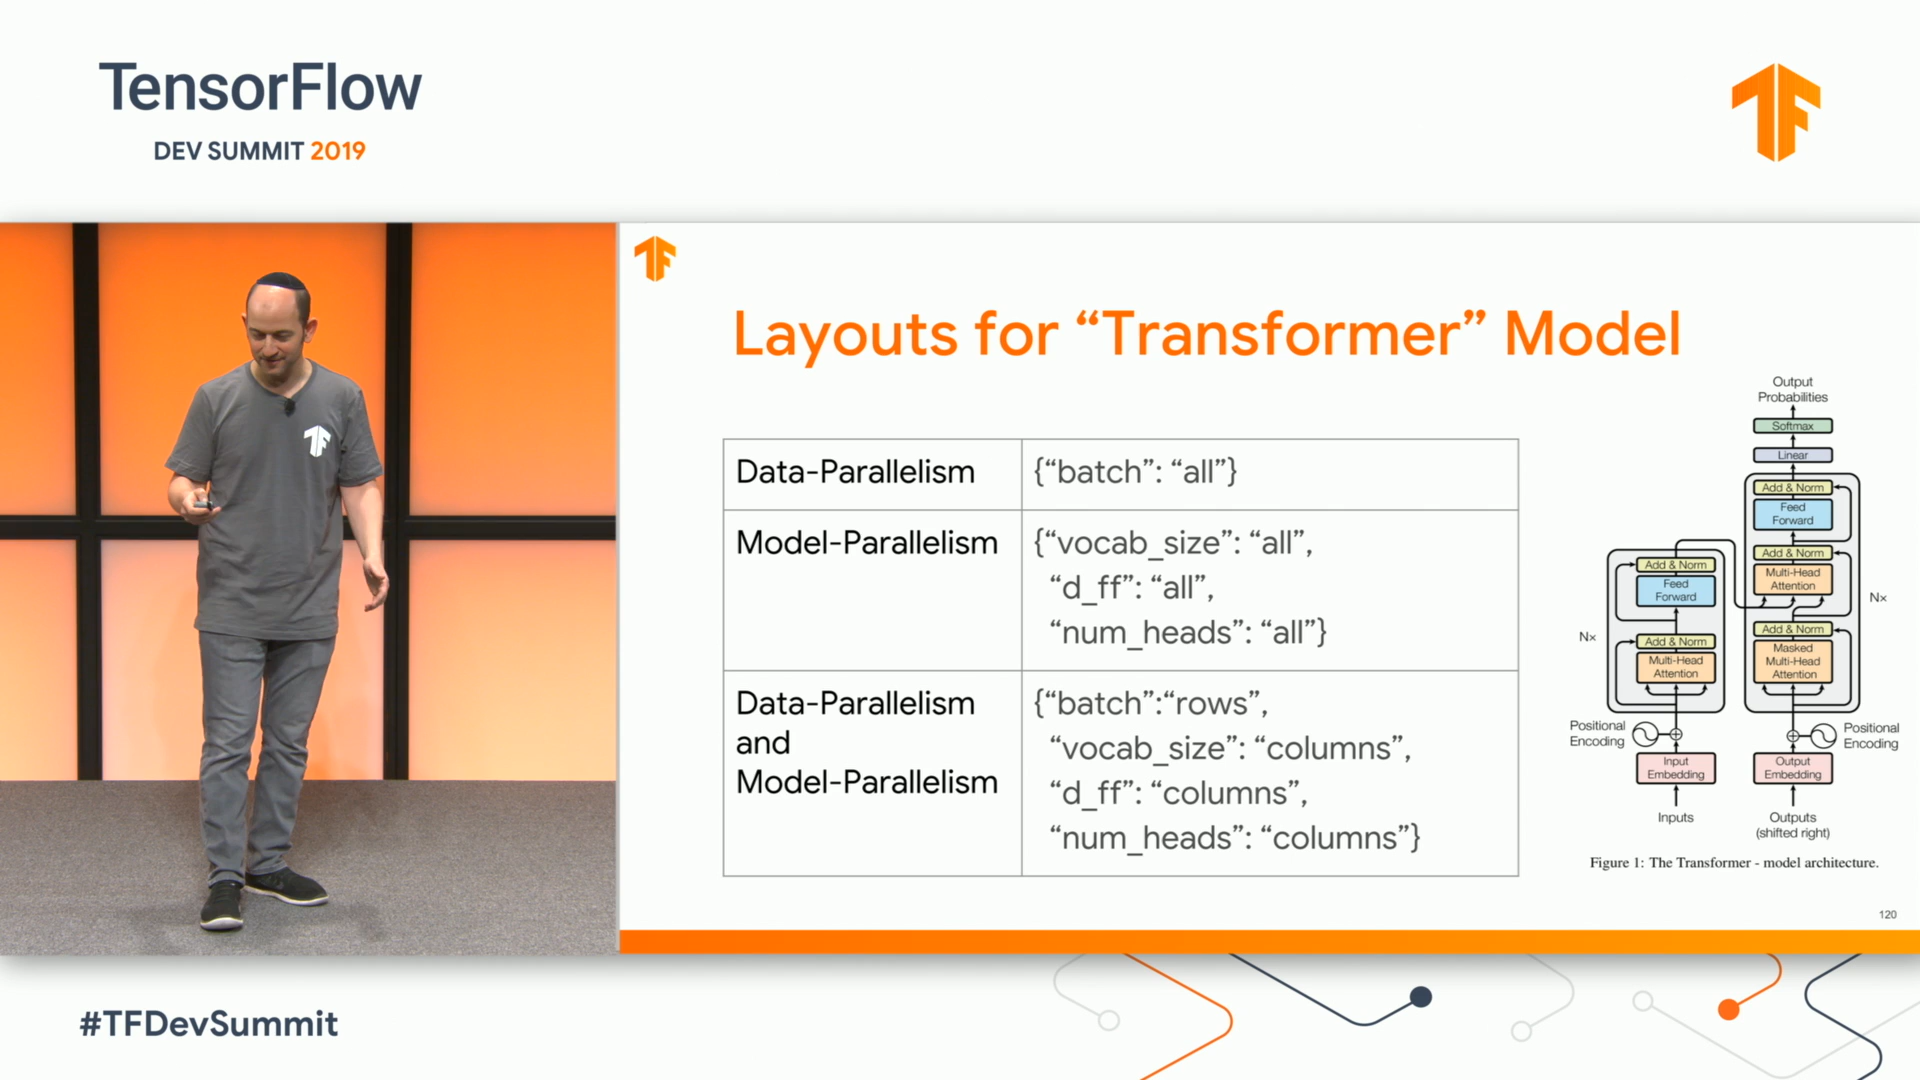 TensorFlow
DEV SUMMIT 2019
Layouts for “Transformer” Model
Data-Parallelism
{“batch”: “all”}
Model-Parallelism
{“vocab_size”: “all”,
“d_ff”: “all”,
“num_heads”: “all”}
Data-Parallelism
and
Model-Parallelism
{“batch”:“rows”,
“vocab_size”: “columns”,
“d_ff”: “columns”,
“num_heads”: “columns”}
Output
Probabilities
Softmax
Linear
Add & Norm
Feed
Forward
Add & Norm
Multi-Head
Attention
Add & Norm
Masked
Multi-Head
Attention
Nx
Add & Norm
Feed
Forward
Add & Norm
Multi-Head
Attention
Nx
Positional
Encoding
Positional
Encoding
Input
Embedding
Output
Embedding
Inputs
Outputs
(shifted right)
Figure 1: The Transformer - model architecture.
120
#TFDevSummit